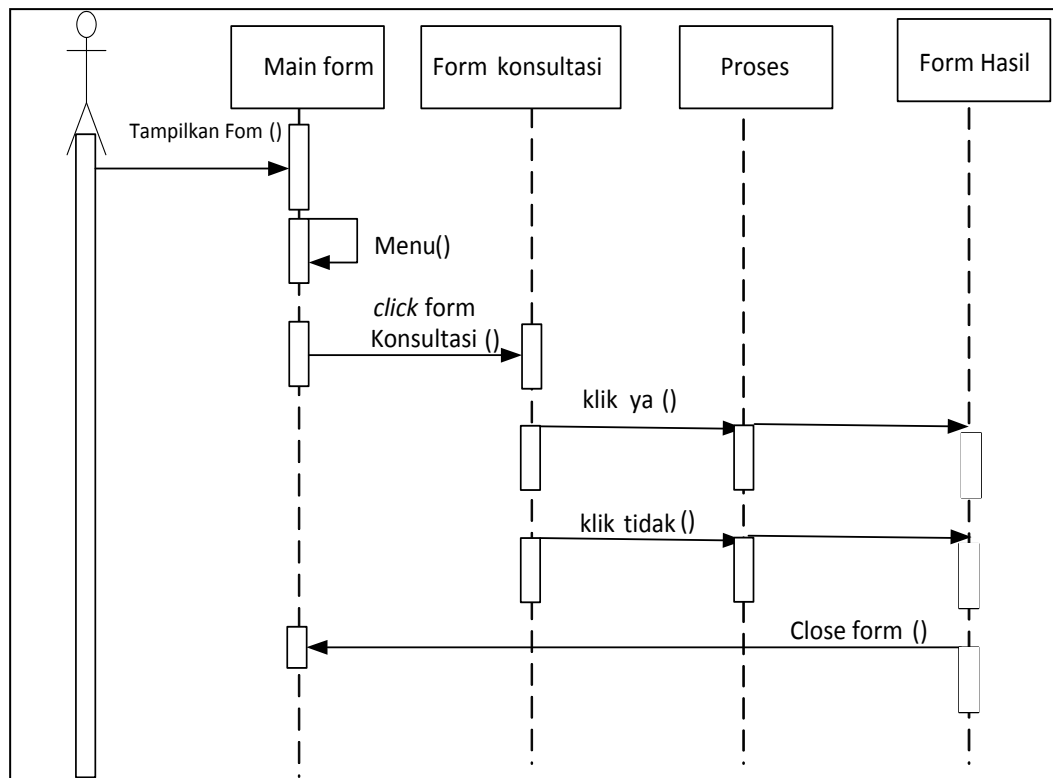 Main form
Form konsultasi
Proses
Form Hasil
Tampilkan Fom ()
Menu()
click form
Konsultasi ()
klik ya ()
klik tidak ()
Close form ()